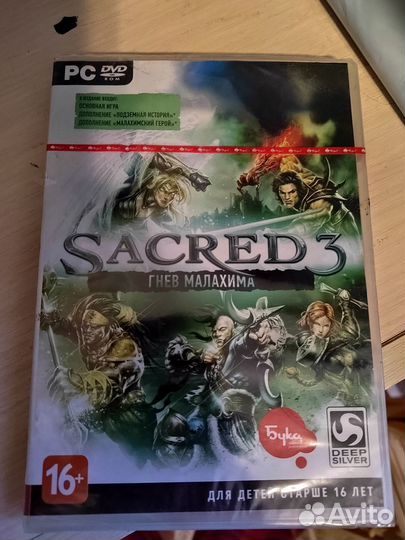 PC DVD
ROM
В ИЗДАНИЕ ВХОДИТ:
ОСНОВНАЯ ИГРА
ДОПОЛНЕНИЕ «ПОДЗЕМНАЯ ИСТОРИЯ»*
ДОПОЛНЕНИЕ «МАЛАХИМСКИЙ ГЕРОЙ»*
SACRED 3
ГНЕВ МАЛАХИМА
Бука
DEEP
SILVER
16+
ДЛЯ ДЕТЕЙ СТАРШЕ 16 ЛЕТ
Avito